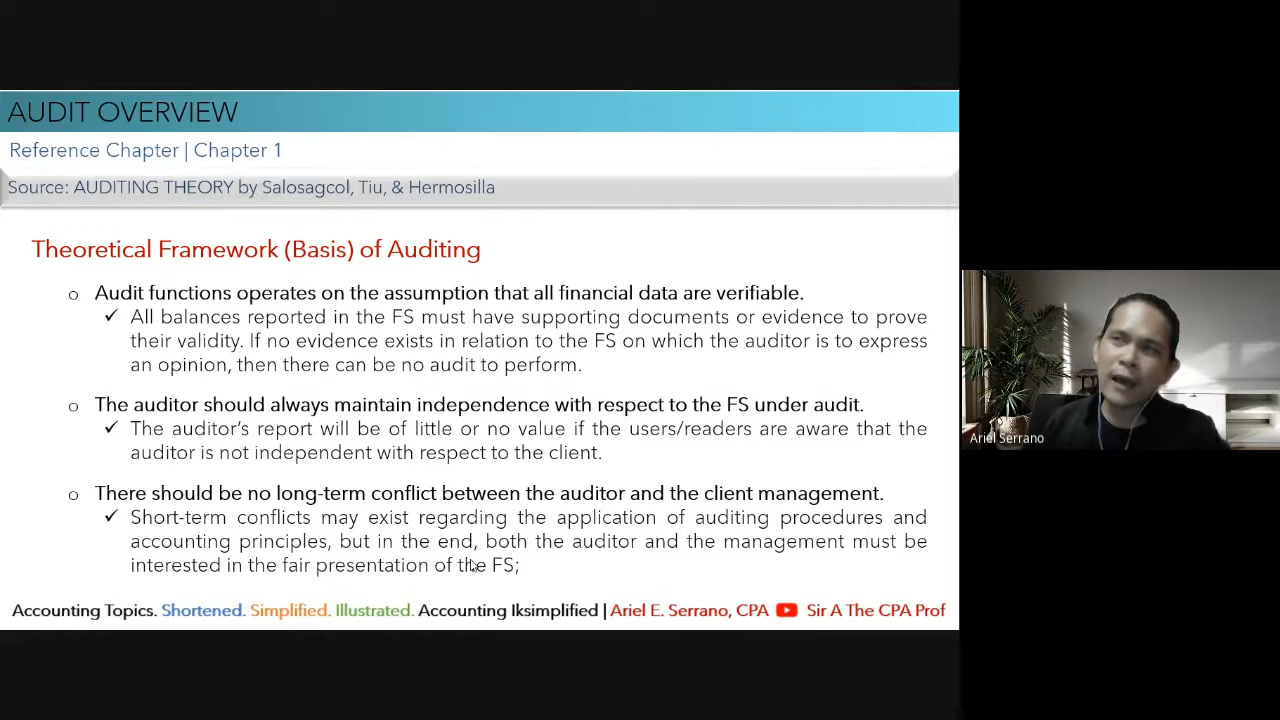 AUDIT OVERVIEW
Reference Chapter | Chapter 1
Source: AUDITING THEORY by Salosagcol, Tiu, & Hermosilla
Theoretical Framework (Basis) of Auditing
o Audit functions operates on the assumption that all financial data are verifiable.
✓ All balances reported in the FS must have supporting documents or evidence to prove
their validity. If no evidence exists in relation to the FS on which the auditor is to express
an opinion, then there can be no audit to perform.
o The auditor should always maintain independence with respect to the FS under audit.
✓ The auditor's report will be of little or no value if the users/readers are aware that the
auditor is not independent with respect to the client.
o There should be no long-term conflict between the auditor and the client management.
✓ Short-term conflicts may exist regarding the application of auditing procedures and
accounting principles, but in the end, both the auditor and the management must be
interested in the fair presentation of the FS;
Accounting Topics. Shortened. Simplified. Illustrated. Accounting Iksimplified | Ariel E. Serrano, CPA Sir A The CPA Prof
Ariel Serrano